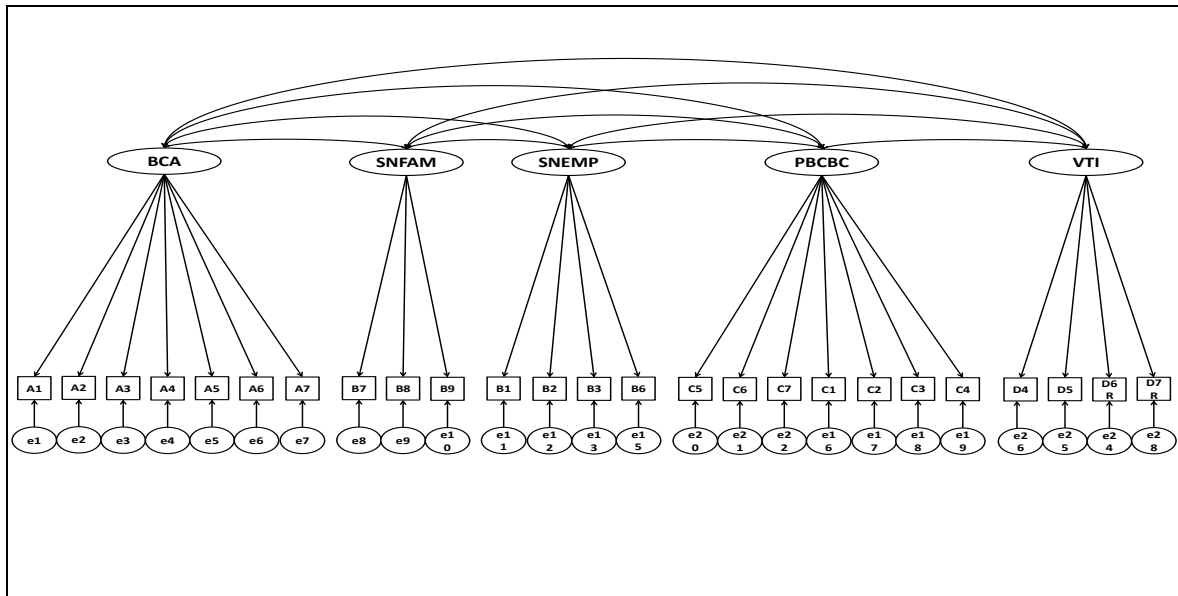 BCA
SNFAM
SNEMP
PBCBC
VTI
A1
A2
A3
A4
A5
A6
A7
B7
B8
B9
B1
B2
B3
B6
C5
C6
C7
C1
C2
C3
C4
D4
D5
D6
R
D7
R
e1
e2
e3
e4
e5
e6
e7
e8
e9
e1
0
e1
1
e1
2
e1
3
e1
5
e2
0
e2
1
e2
2
e1
6
e1
7
e1
8
e1
9
e2
6
e2
5
e2
4
e2
8